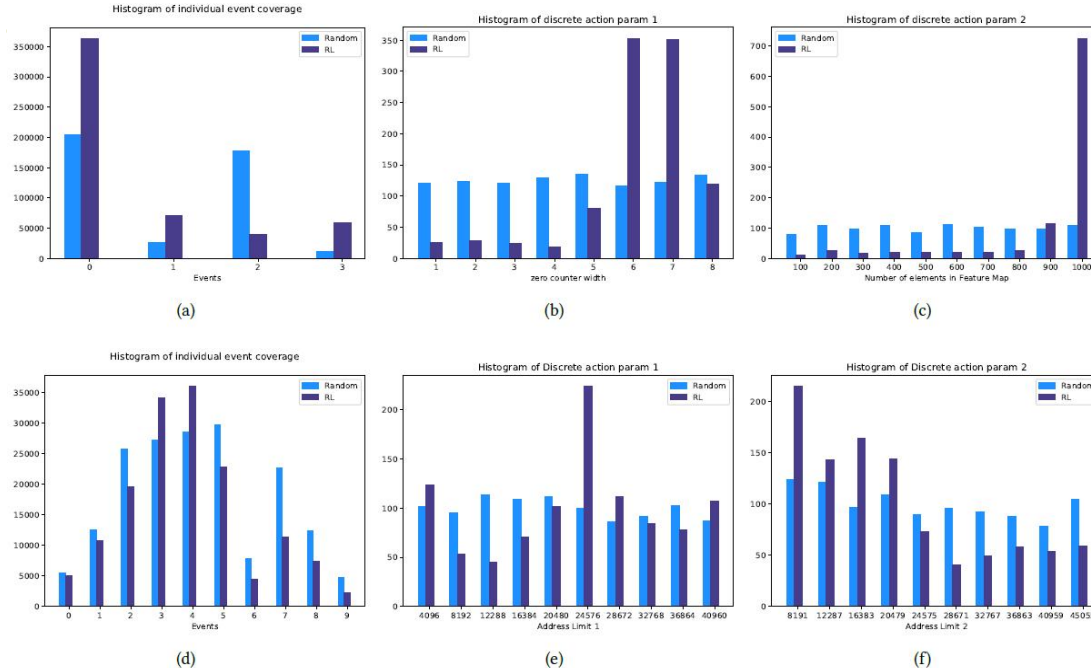 Histogram of individual event coverage
350000
300000
250000
200000
150000
100000
50000
0
Random
RL
0 1 2 3
Events
(a)
Histogram of discrete action param 1
350
300
250
200
150
100
50
0
Random
RL
1 2 3 4 5 6 7 8
zero counter width
(b)
Histogram of discrete action param 2
700
600
500
400
300
200
100
0
Random
RL
100 200 300 400 500 600 700 800 900 1000
Number of elements in Feature Map
(c)
Histogram of individual event coverage
35000
30000
25000
20000
15000
10000
5000
0
Random
RL
0 1 2 3 4 5 6 7 8 9
Events
(d)
Histogram of Discrete action param 1
200
150
100
50
0
Random
RL
4096 8192 12288 16384 20480 24576 28672 32768 36864 40960
Address Limit 1
(e)
Histogram of Discrete action param 2
200
150
100
50
0
Random
RL
8191 12287 16383 20479 24575 28671 32767 36863 40959
Address Limit 2
(f)